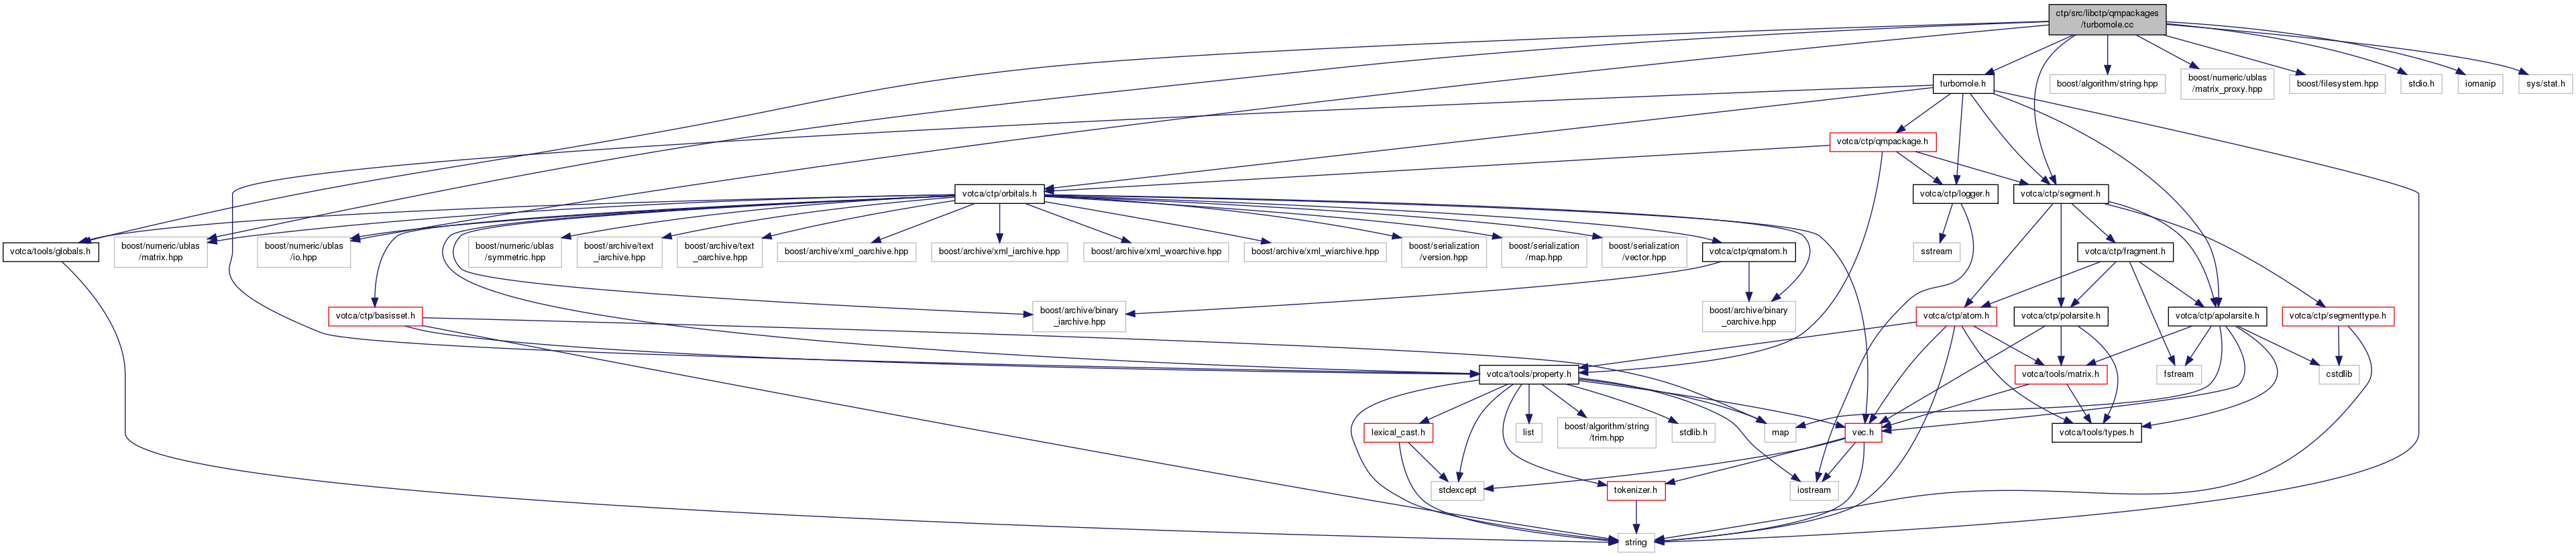 ctp/src/libctp/qmpackages
/turbomole.cc
turbomole.h
boost/algorithm/string.hpp
boost/numeric/ublas
/matrix_proxy.hpp
boost/filesystem.hpp
stdio.h
iomanip
sys/stat.h
votca/ctp/qmpackage.h
votca/ctp/orbitals.h
votca/ctp/logger.h
votca/ctp/segment.h
votca/tools/globals.h
boost/numeric/ublas
/matrix.hpp
boost/numeric/ublas
/io.hpp
boost/numeric/ublas
/symmetric.hpp
boost/archive/text
_iarchive.hpp
boost/archive/text
_oarchive.hpp
boost/archive/xml_oarchive.hpp
boost/archive/xml_iarchive.hpp
boost/archive/xml_woarchive.hpp
boost/archive/xml_wiarchive.hpp
boost/serialization
/version.hpp
boost/serialization
/map.hpp
boost/serialization
/vector.hpp
votca/ctp/qmatom.h
sstream
votca/ctp/fragment.h
votca/ctp/basisset.h
boost/archive/binary
_iarchive.hpp
boost/archive/binary
_oarchive.hpp
votca/ctp/atom.h
votca/ctp/polarsite.h
votca/ctp/apolarsite.h
votca/ctp/segmenttype.h
votca/tools/property.h
votca/tools/matrix.h
fstream
cstdlib
lexical_cast.h
list
boost/algorithm/string
/trim.hpp
stdlib.h
map
vec.h
votca/tools/types.h
stdexcept
tokenizer.h
iostream
string